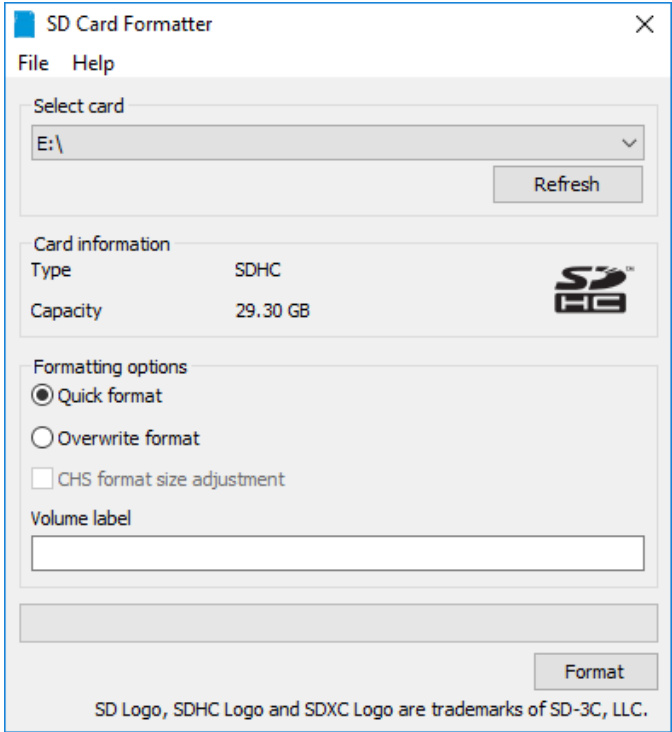 SD Card Formatter
File Help
Select card
E:\
Refresh
Card information
Type SDHC
Capacity 29.30 GB
SD HC
Formatting options
Quick format
Overwrite format
CHS format size adjustment
Volume label
Format
SD Logo, SDHC Logo and SDXC Logo are trademarks of SD-3C, LLC.